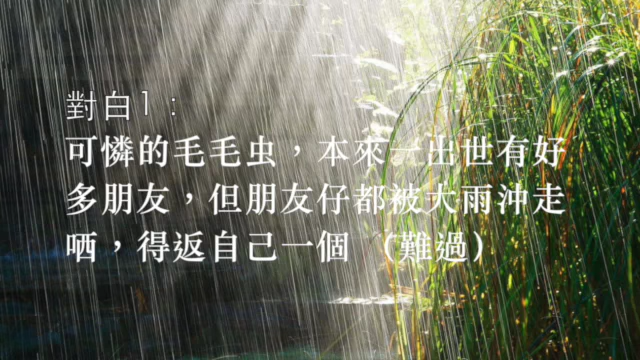 對白1：
可憐的毛毛虫，本來一出世有好
多朋友，但朋友仔都被大雨沖走
哂，得返自己一個 （難過）